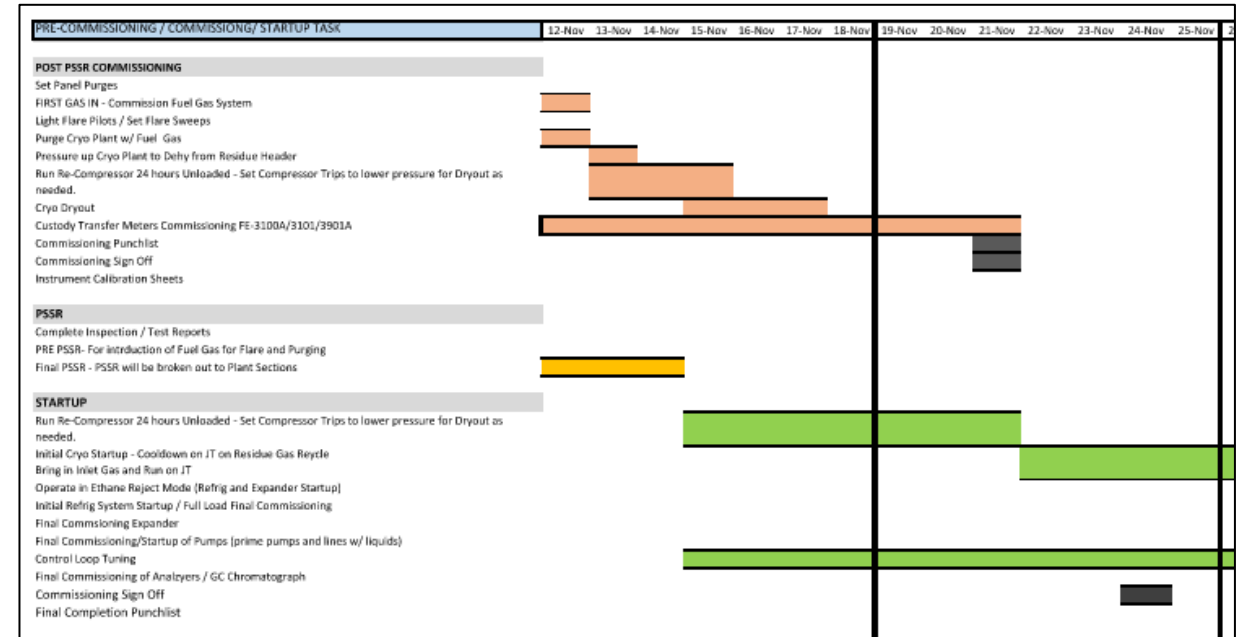 PRE-COMMISSIONING / COMMISSIONG/ STARTUP TASK 12-Nov 13-Nov 14-Nov 15-Nov 16-Nov 17-Nov 18-Nov 19-Nov 20-Nov 21-Nov 22-Nov 23-Nov 24-Nov 25-Nov 2
POST PSSR COMMISSIONING
Set Panel Purges
FIRST GAS IN - Commission Fuel Gas System
Light Flare Pilots / Set Flare Sweeps
Purge Cryo Plant w/ Fuel Gas
Pressure up Cryo Plant to Dehy from Residue Header
Run Re-Compressor 24 hours Unloaded - Set Compressor Trips to lower pressure for Dryout as
needed.
Cryo Dryout
Custody Transfer Meters Commissioning FE-3100A/3101/3901A
Commissioning Punchlist
Commissioning Sign Off
Instrument Calibration Sheets
PSSR
Complete Inspection / Test Reports
PRE PSSR- For intrduction of Fuel Gas for Flare and Purging
Final PSSR - PSSR will be broken out to Plant Sections
STARTUP
Run Re-Compressor 24 hours Unloaded - Set Compressor Trips to lower pressure for Dryout as
needed.
Initial Cryo Startup - Cooldown on JT on Residue Gas Reycle
Bring in Inlet Gas and Run on JT
Operate in Ethane Reject Mode (Refrig and Expander Startup)
Initial Refrig System Startup / Full Load Final Commissioning
Final Commsioning Expander
Final Commissioning/Startup of Pumps (prime pumps and lines w/ liquids)
Control Loop Tuning
Final Commissioning of Analzyers / GC Chromatograph
Commissioning Sign Off
Final Completion Punchlist